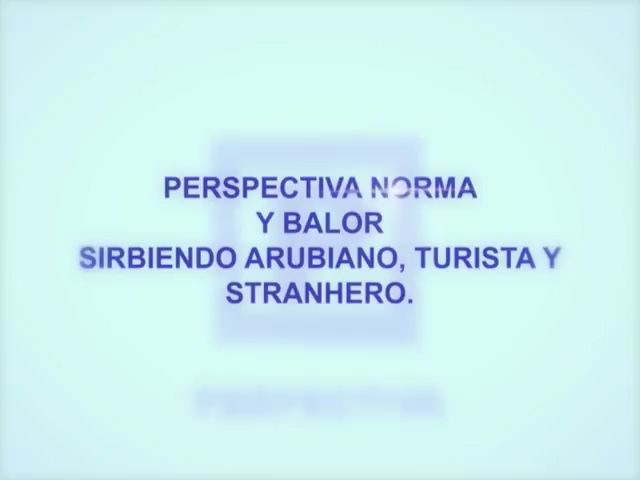 PERSPECTIVA NORMA
Y BALOR
SIRBIENDO ARUBIANO, TURISTA Y
STRANHERO.